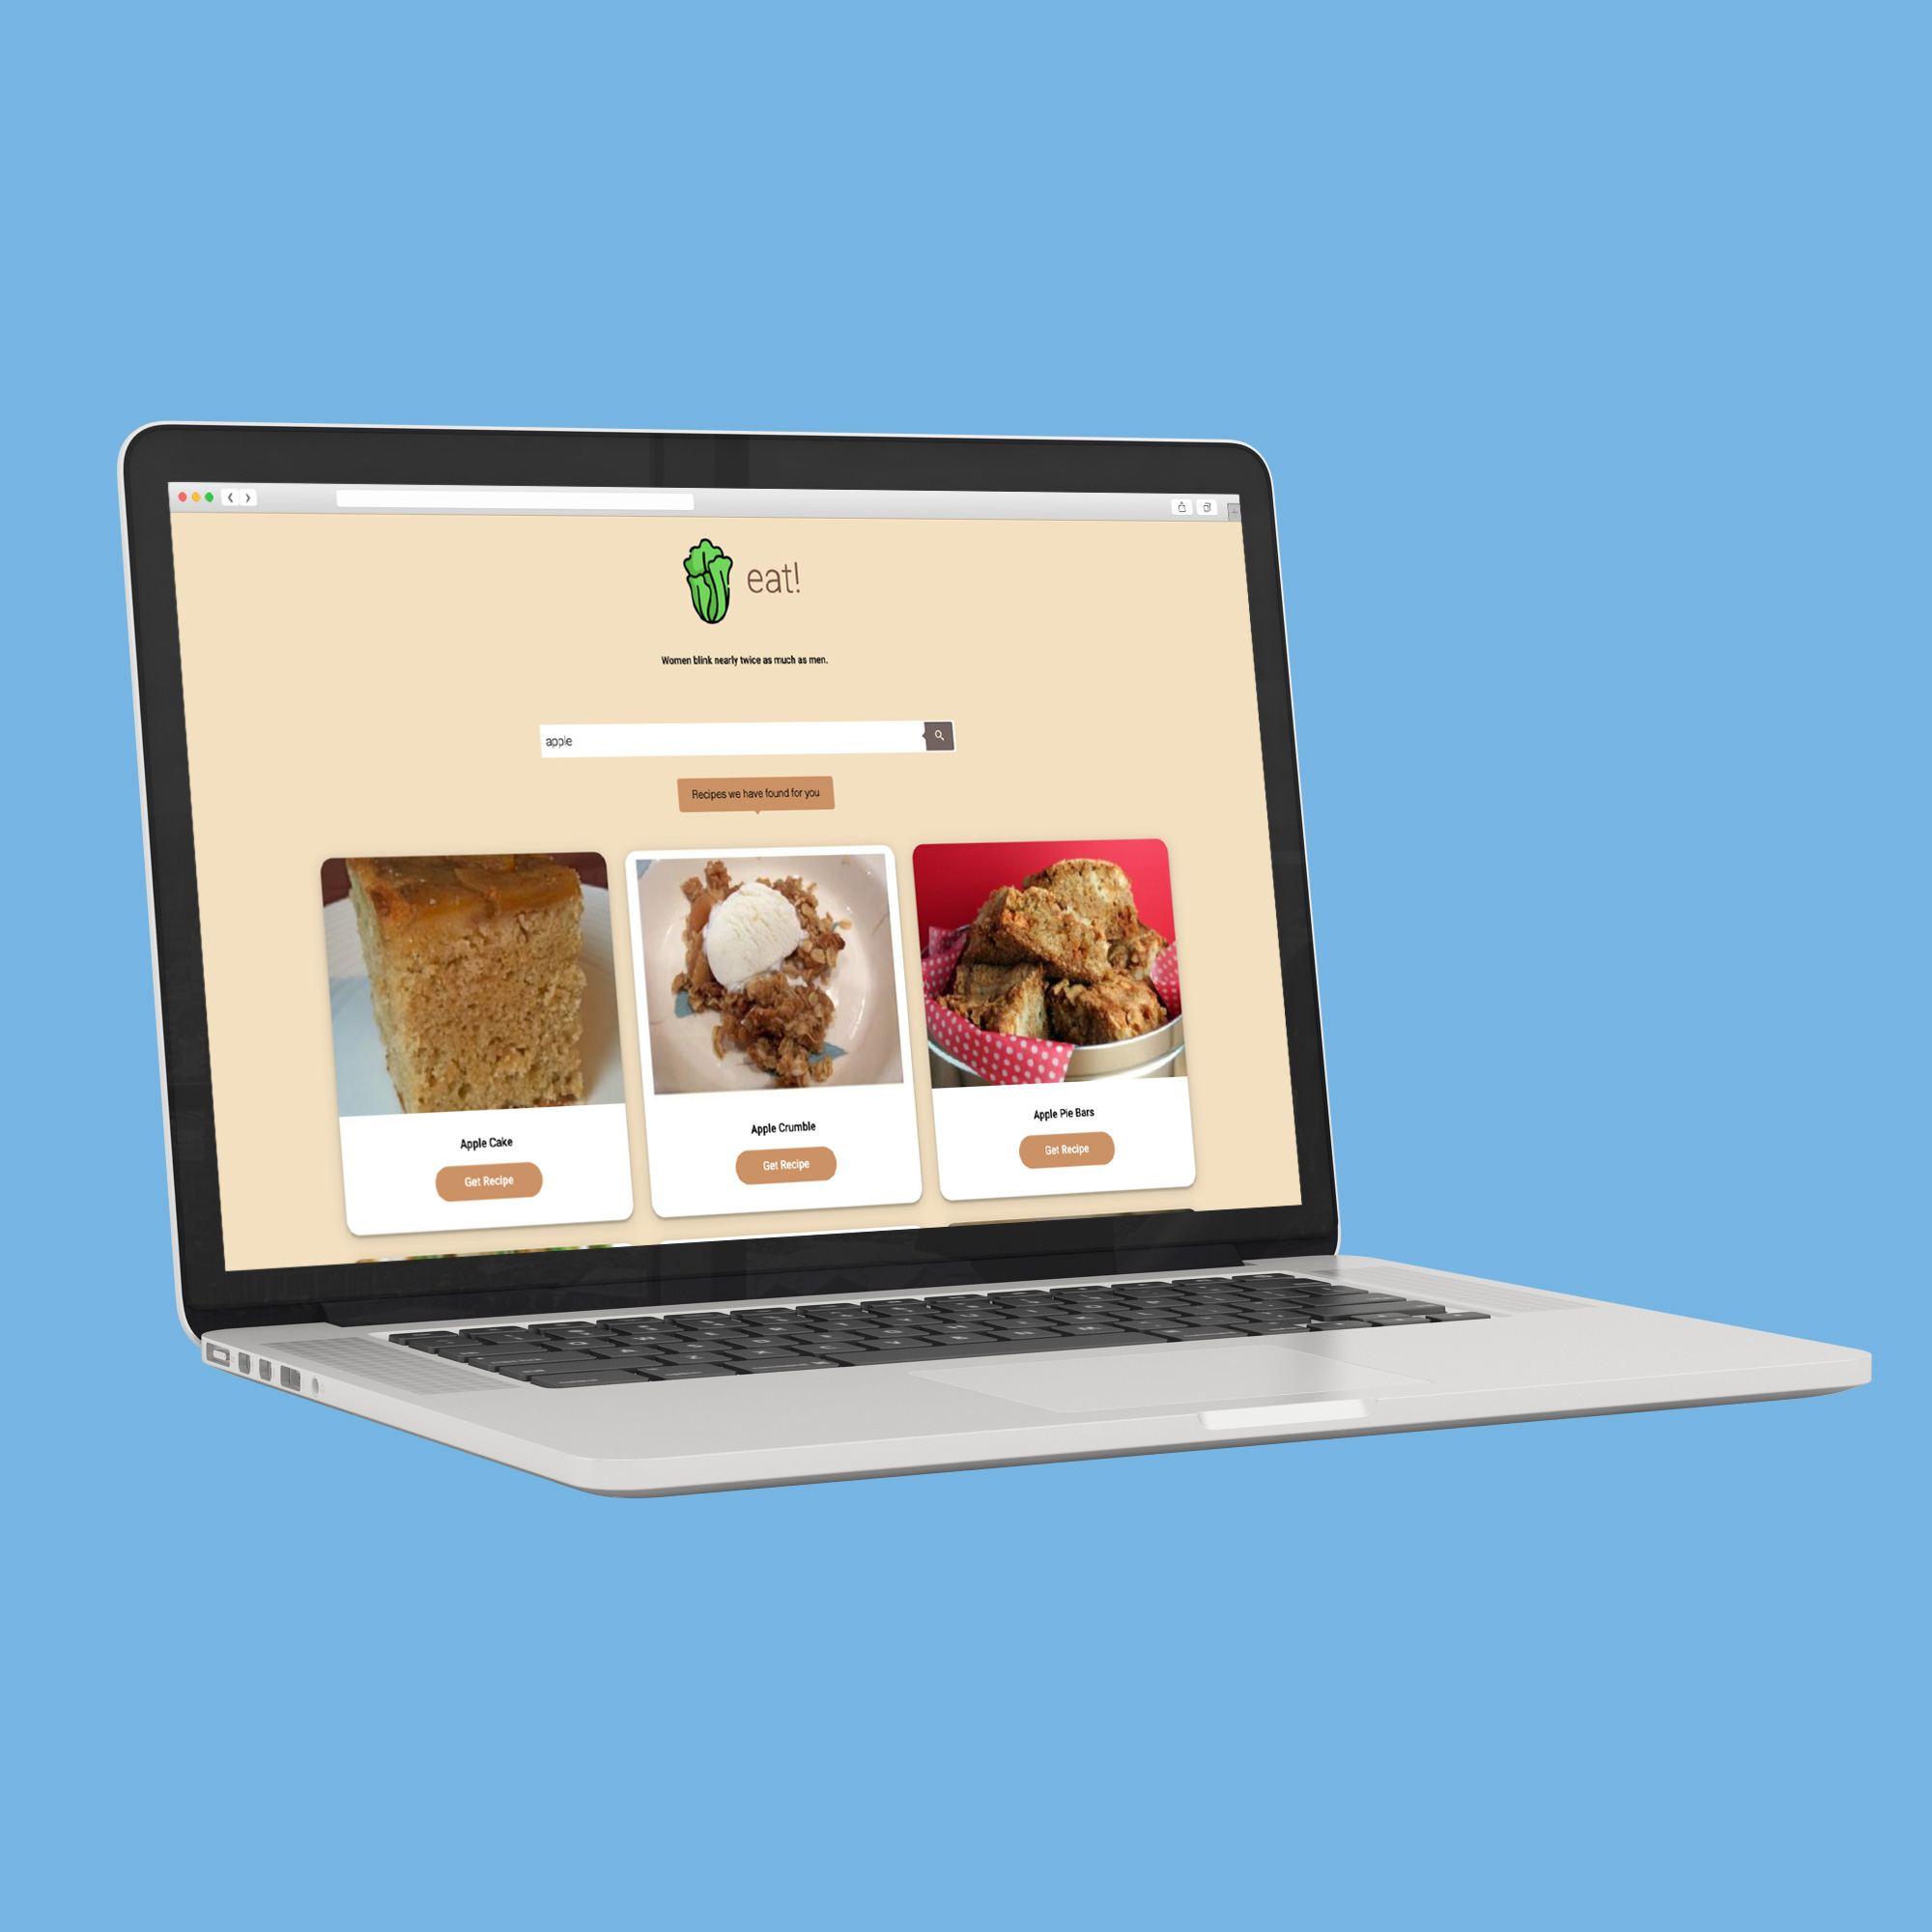 eat!
Women blink nearly twice as much as men.
apple
Recipes we have found for you
Apple Cake
Get Recipe
Apple Crumble
Get Recipe
Apple Pie Bars
Get Recipe